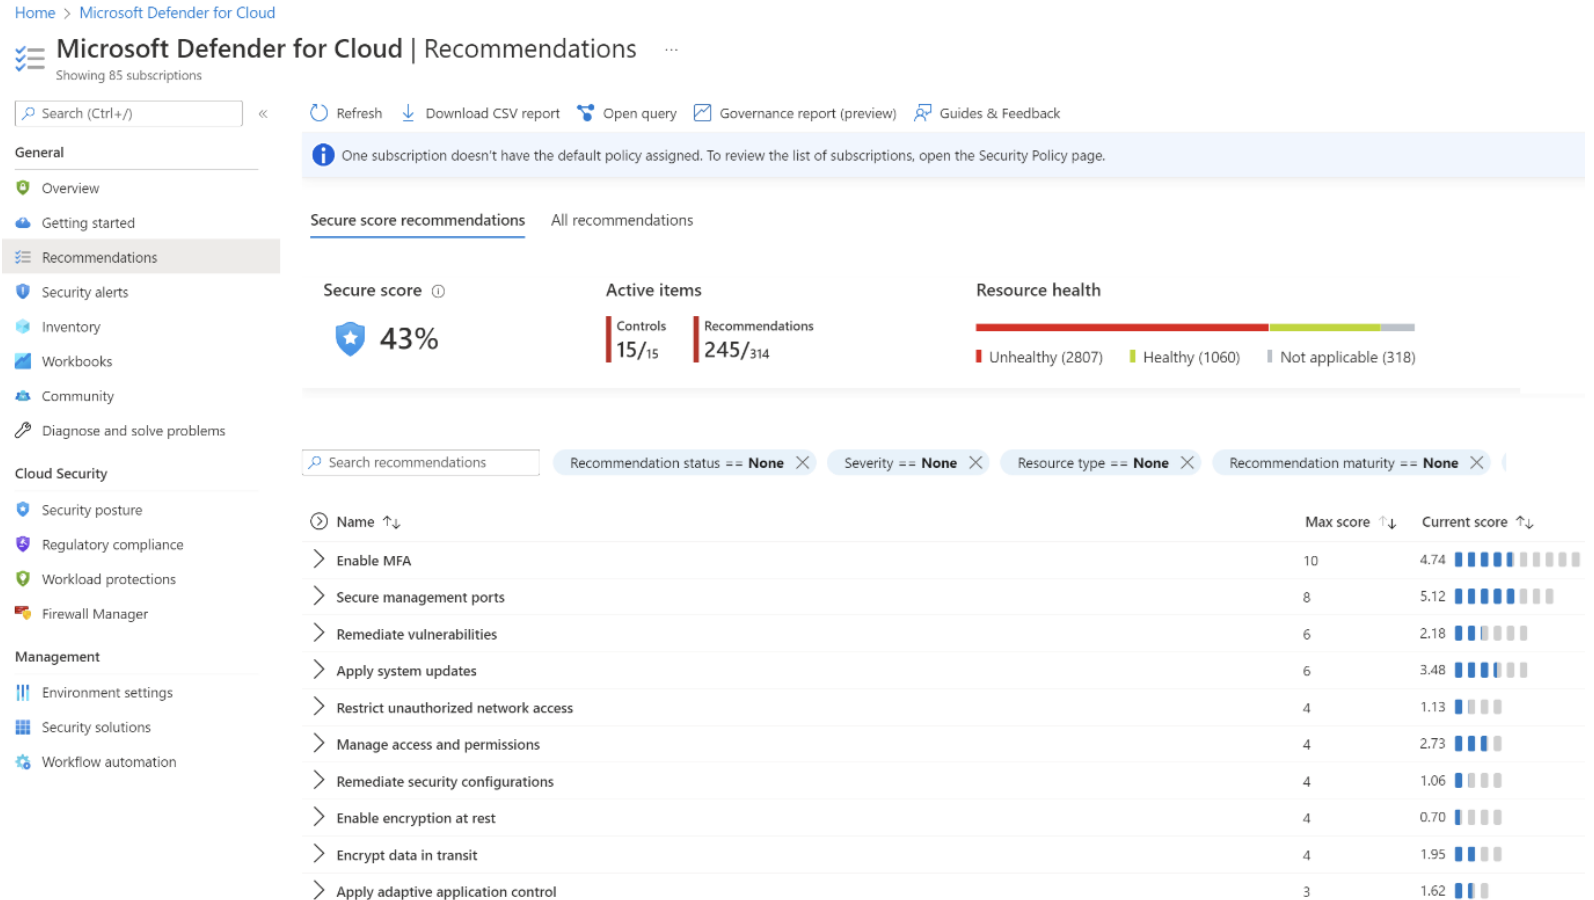 Home > Microsoft Defender for Cloud
Microsoft Defender for Cloud | Recommendations ...
Showing 85 subscriptions
Search (Ctrl+/) «
General
Overview
Getting started
Recommendations
Security alerts
Inventory
Workbooks
Community
Diagnose and solve problems
Cloud Security
Security posture
Regulatory compliance
Workload protections
Firewall Manager
Management
Environment settings
Security solutions
Workflow automation
Refresh Download CSV report Open query Governance report (preview) Guides & Feedback
One subscription doesn't have the default policy assigned. To review the list of subscriptions, open the Security Policy page.
Secure score recommendations All recommendations
Secure score
43%
Active items
Controls
15/15
Recommendations
245/314
Resource health
Unhealthy (2807) Healthy (1060) Not applicable (318)
Search recommendations Recommendation status == None Severity == None Resource type == None Recommendation maturity == None
Name Max score Current score
Enable MFA 10 4.74
Secure management ports 8 5.12
Remediate vulnerabilities 6 2.18
Apply system updates 6 3.48
Restrict unauthorized network access 4 1.13
Manage access and permissions 4 2.73
Remediate security configurations 4 1.06
Enable encryption at rest 4 0.70
Encrypt data in transit 4 1.95
Apply adaptive application control 3 1.62